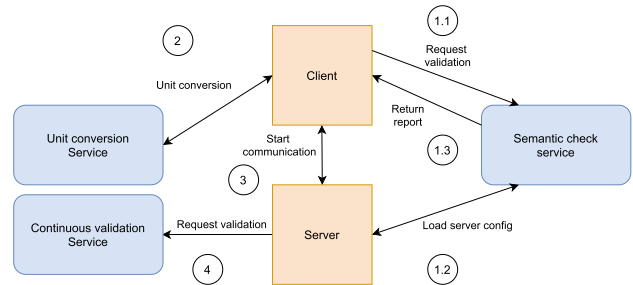 1.1
2
Request
validation
Client
Unit conversion
Return
report
Unit conversion
Service
Start
communication
1.3
Semantic check
service
3
Continuous validation
Service
Request validation
Server
Load server config
4
1.2